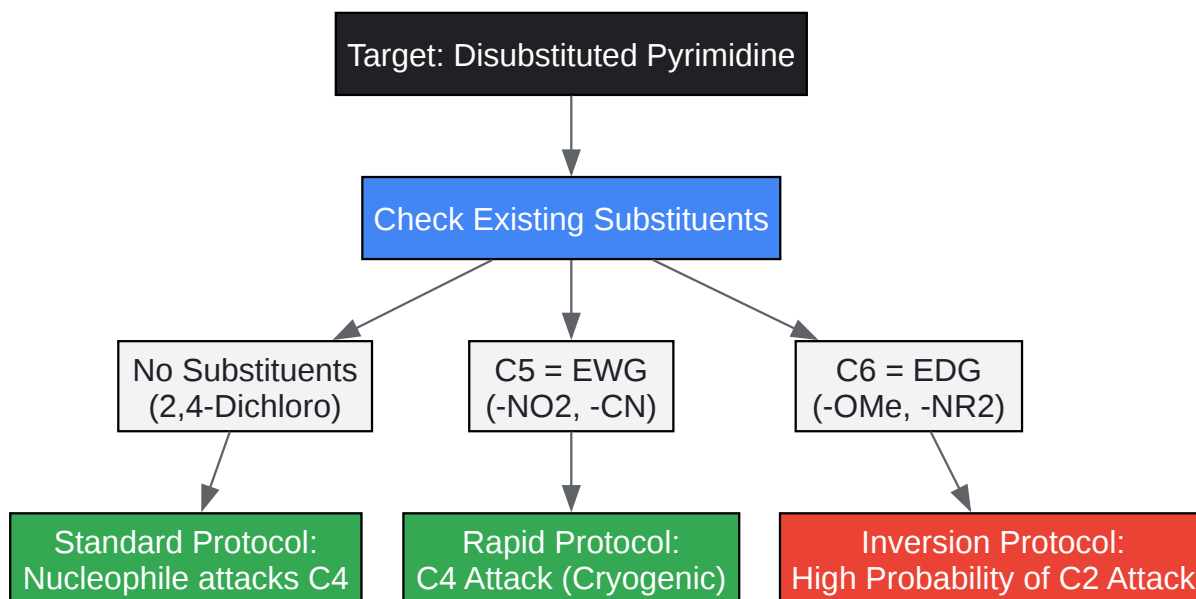 Target: Disubstituted Pyrimidine
Check Existing Substituents
No Substituents
(2,4-Dichloro)
C5 = EWG
(-NO2, -CN)
C6 = EDG
(-OMe, -NR2)
Standard Protocol:
Nucleophile attacks C4
Rapid Protocol:
C4 Attack (Cryogenic)
Inversion Protocol:
High Probability of C2 Attack